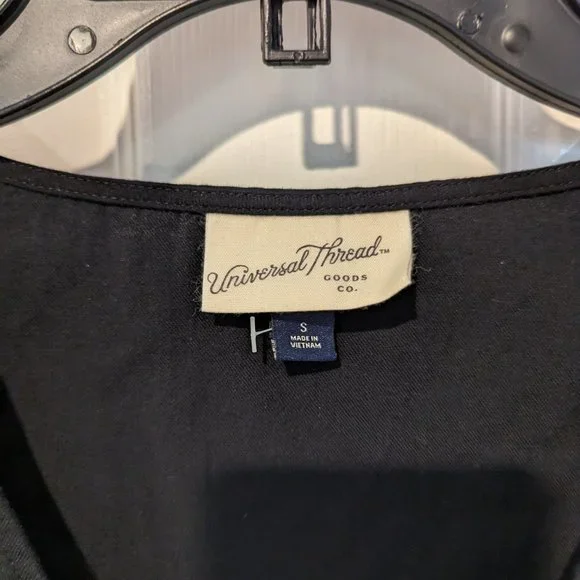 Universal Thread™
GOODS
CO.
S
MADE IN
VIETNAM